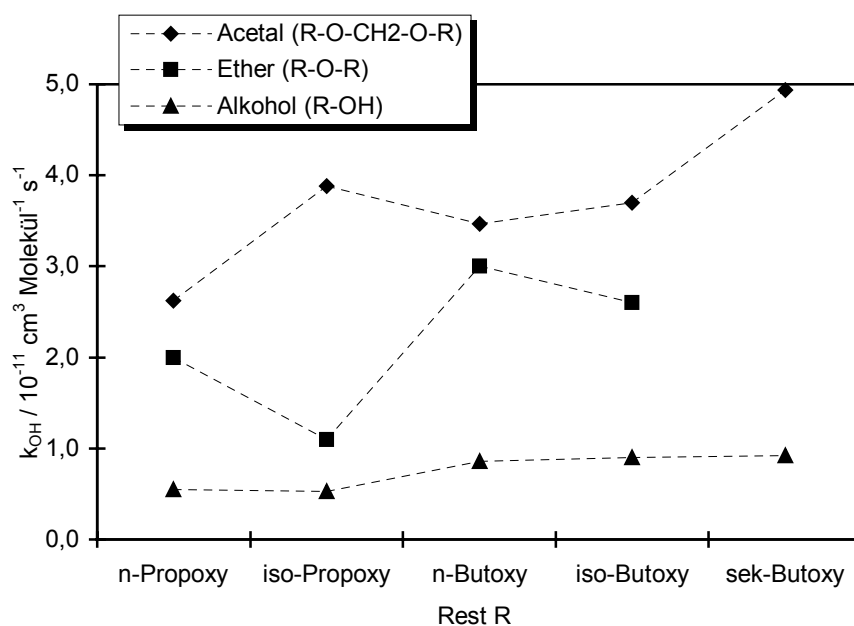 Acetal (R-O-CH2-O-R)
Ether (R-O-R)
Alkohol (R-OH)
5,0
4,0
3,0
2,0
1,0
0,0
k_OH / 10⁻¹¹ cm³ Molekül⁻¹ s⁻¹
n-Propoxy iso-Propoxy n-Butoxy iso-Butoxy sek-Butoxy
Rest R